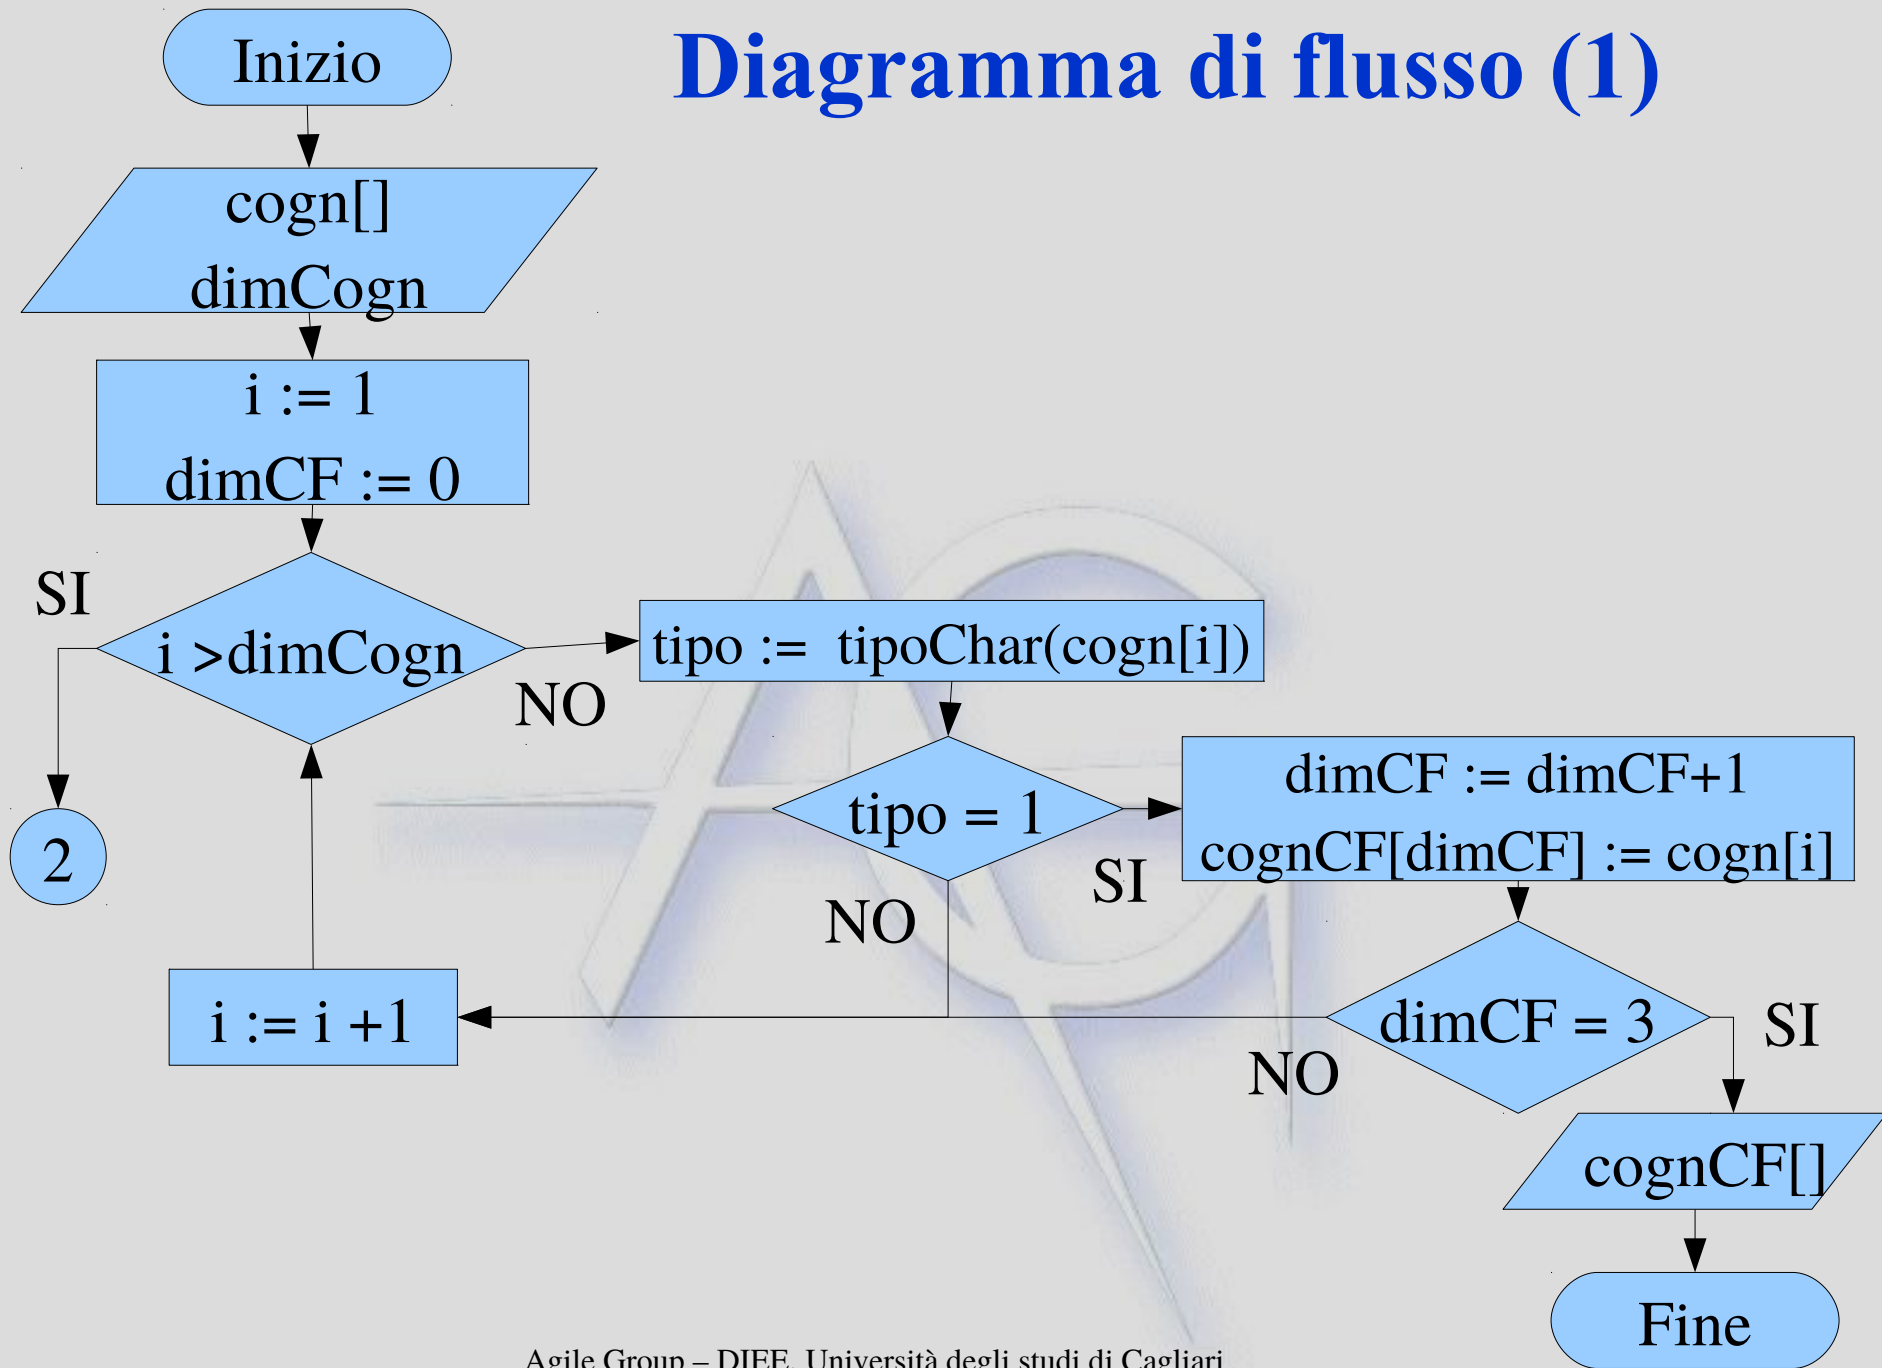 Diagramma di flusso (1)
Inizio
cogn[]
dimCogn
i := 1
dimCF := 0
SI
i >dimCogn
NO
tipo := tipoChar(cogn[i])
2
tipo = 1
SI
NO
dimCF := dimCF+1
cognCF[dimCF] := cogn[i]
i := i +1
dimCF = 3
SI
NO
cognCF[]
Fine
Agile Group – DIEE, Università degli studi di Cagliari